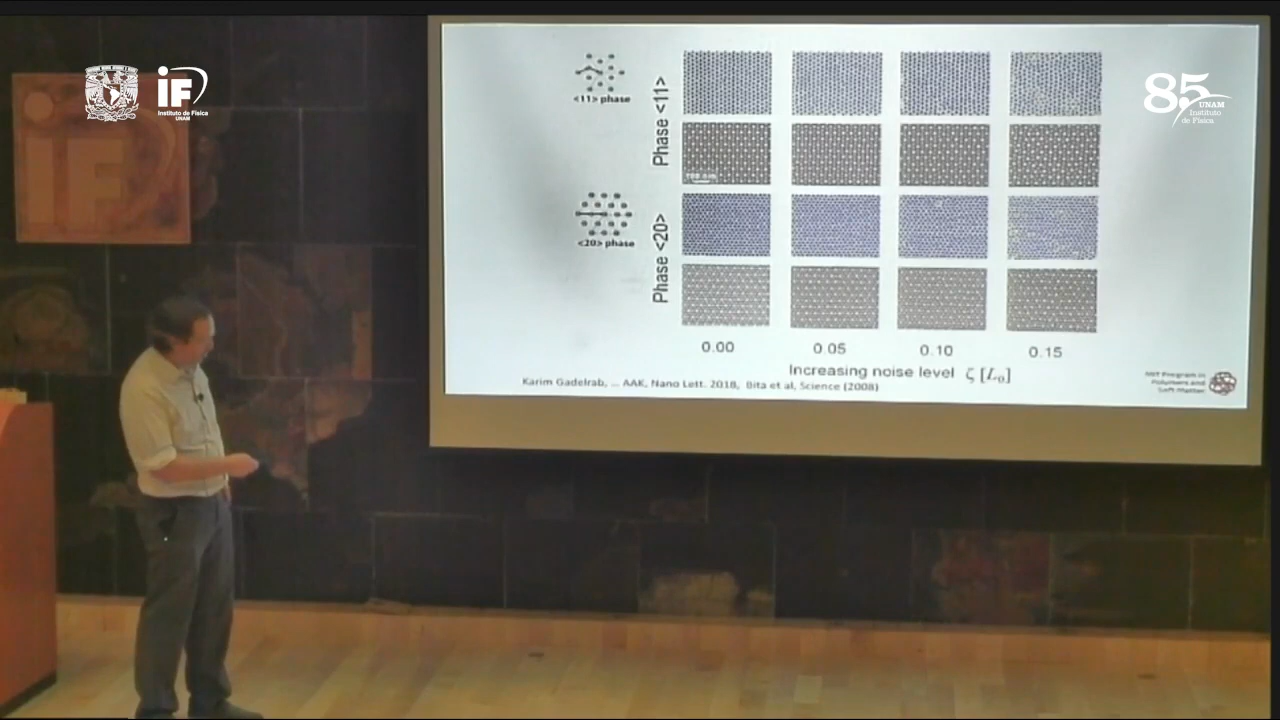 iF
Instituto de Física
UNAM
85
UNAM
Instituto
de Física
<11> phase
Phase <11>
<20> phase
Phase <20>
0.00
0.05
0.10
0.15
Increasing noise level ζ [L₀]
Karim Gadelrab, ... AAK, Nano Lett. 2018, Bita et al, Science (2008)
MIT Program in
Polymers and
Soft Matter